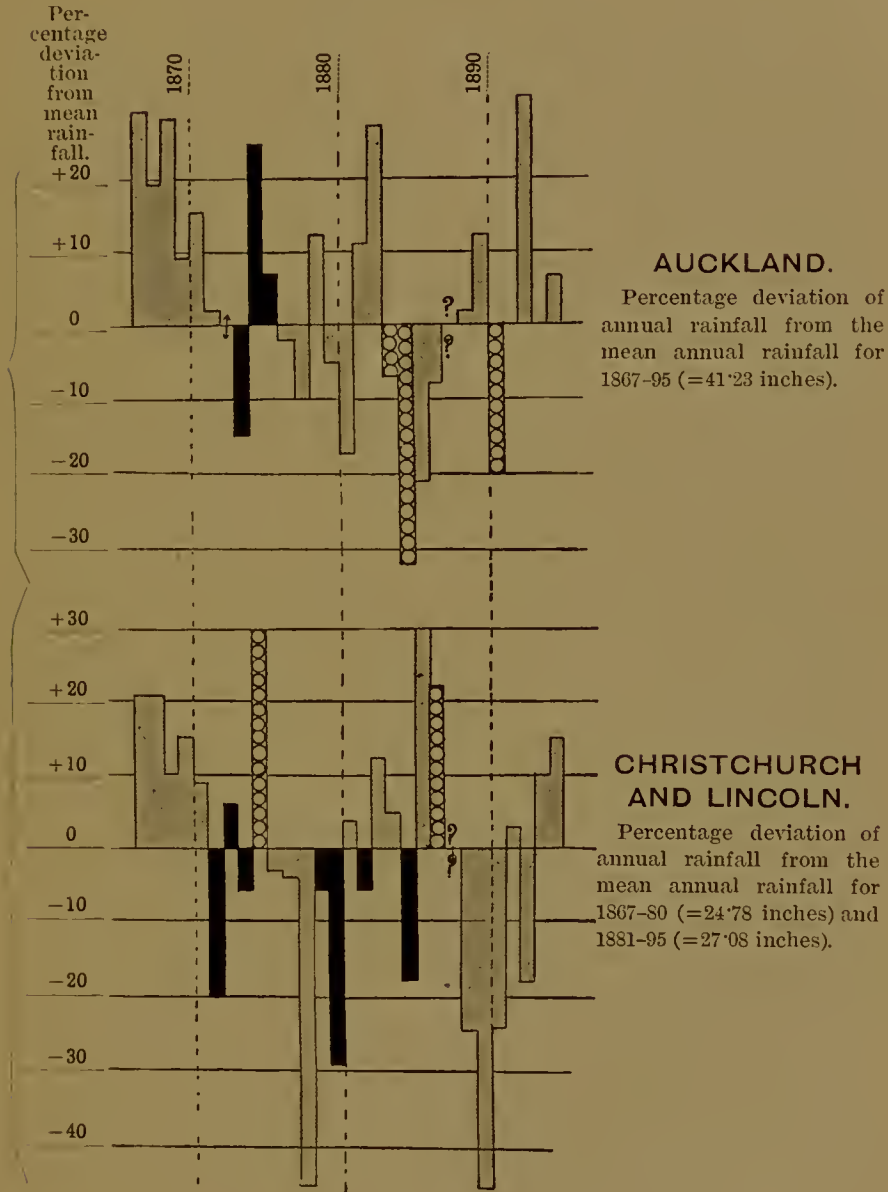 Per-
centage
devia-
tion
from
mean
rain-
fall.
1870
1880
1890
+20
+10
0
−10
−20
−30
?
?
AUCKLAND.
Percentage deviation of
annual rainfall from the
mean annual rainfall for
1867-95 (=41·23 inches).
+30
+20
+10
0
−10
−20
−30
−40
?
?
CHRISTCHURCH
AND LINCOLN.
Percentage deviation of
annual rainfall from the
mean annual rainfall for
1867-80 (=24·78 inches) and
1881-95 (=27·08 inches).